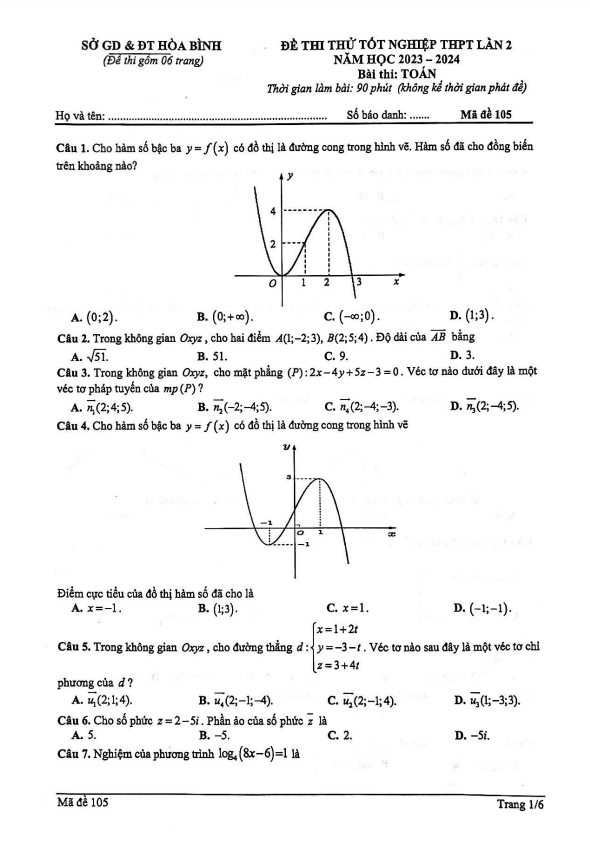 SỞ GD & ĐT HÒA BÌNH
(Đề thi gồm 06 trang)
ĐỀ THI THỬ TỐT NGHIỆP THPT LẦN 2
NĂM HỌC 2023 – 2024
Bài thi: TOÁN
Thời gian làm bài: 90 phút (không kể thời gian phát đề)
Họ và tên: ........................................................................ Số báo danh: ....... Mã đề 105
Câu 1. Cho hàm số bậc ba y = f(x) có đồ thị là đường cong trong hình vẽ. Hàm số đã cho đồng biến
trên khoảng nào?
y
4
2
O 1 2 3 x
A. (0;2). B. (0;+∞). C. (−∞;0). D. (1;3).
Câu 2. Trong không gian Oxyz, cho hai điểm A(1;−2;3), B(2;5;4). Độ dài của \overrightarrow{AB} bằng
A. √51. B. 51. C. 9. D. 3.
Câu 3. Trong không gian Oxyz, cho mặt phẳng (P): 2x−4y+5z−3=0. Véc tơ nào dưới đây là một
véc tơ pháp tuyến của mp(P)?
A. \overrightarrow{n_1}(2;4;5). B. \overrightarrow{n_2}(−2;−4;5). C. \overrightarrow{n_4}(2;−4;−3). D. \overrightarrow{n_3}(2;−4;5).
Câu 4. Cho hàm số bậc ba y = f(x) có đồ thị là đường cong trong hình vẽ
y
3
−1 O 1 x
−1
Điểm cực tiểu của đồ thị hàm số đã cho là
A. x=−1. B. (1;3). C. x=1. D. (−1;−1).
Câu 5. Trong không gian Oxyz, cho đường thẳng d: {x=1+2t y=−3−t z=3+4t. Véc tơ nào sau đây là một véc tơ chỉ
phương của d?
A. \overrightarrow{u_1}(2;1;4). B. \overrightarrow{u_4}(2;−1;−4). C. \overrightarrow{u_2}(2;−1;4). D. \overrightarrow{u_3}(1;−3;3).
Câu 6. Cho số phức z=2−5i. Phần ảo của số phức \overline{z} là
A. 5. B. −5. C. 2. D. −5i.
Câu 7. Nghiệm của phương trình log₄(8x−6)=1 là
Mã đề 105 Trang 1/6